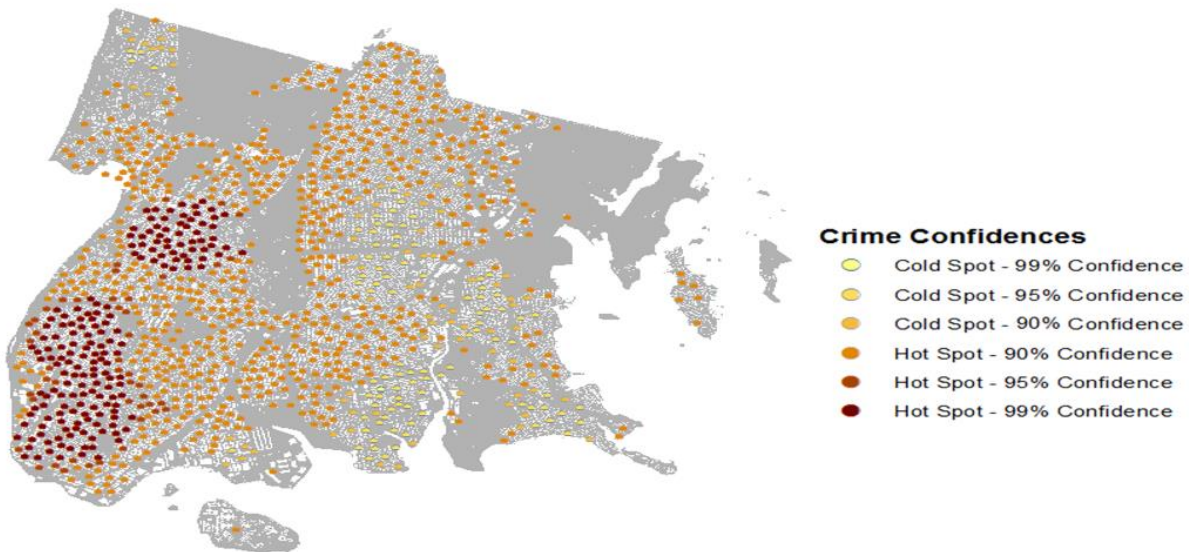 Crime Confidences
Cold Spot - 99% Confidence
Cold Spot - 95% Confidence
Cold Spot - 90% Confidence
Hot Spot - 90% Confidence
Hot Spot - 95% Confidence
Hot Spot - 99% Confidence